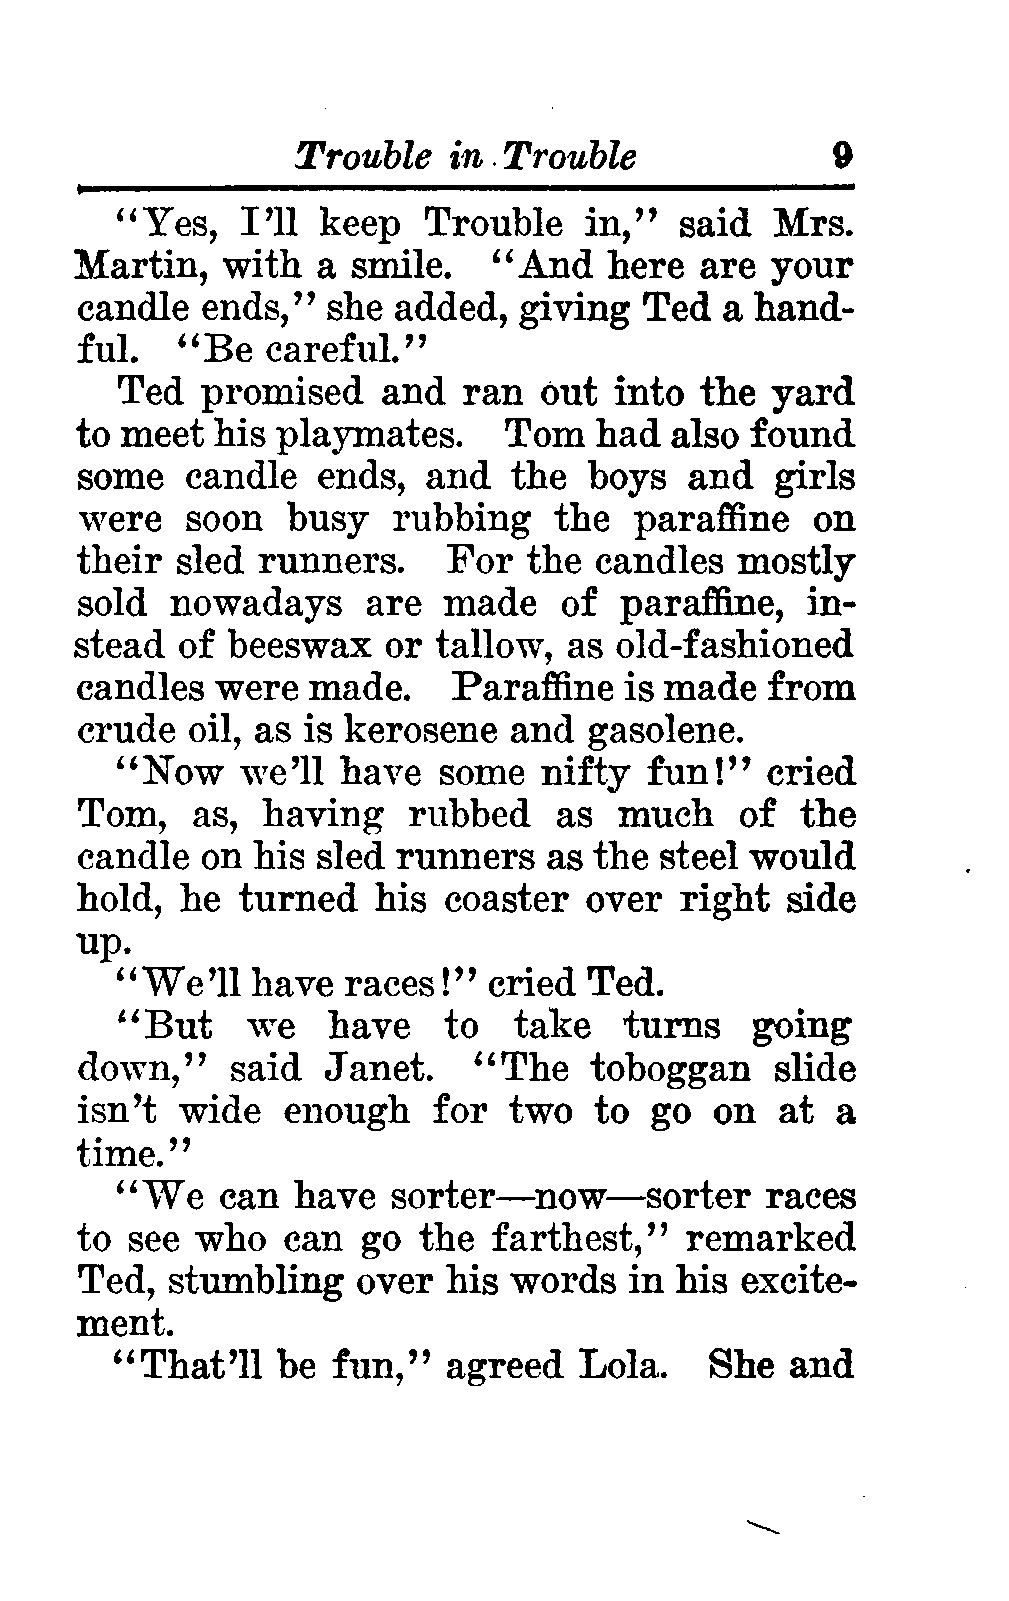 Trouble in Trouble 9
"Yes, I'll keep Trouble in," said Mrs.
Martin, with a smile. "And here are your
candle ends," she added, giving Ted a hand-
ful. "Be careful."
Ted promised and ran out into the yard
to meet his playmates. Tom had also found
some candle ends, and the boys and girls
were soon busy rubbing the paraffine on
their sled runners. For the candles mostly
sold nowadays are made of paraffine, in-
stead of beeswax or tallow, as old-fashioned
candles were made. Paraffine is made from
crude oil, as is kerosene and gasolene.
"Now we'll have some nifty fun!" cried
Tom, as, having rubbed as much of the
candle on his sled runners as the steel would
hold, he turned his coaster over right side
up.
"We'll have races!" cried Ted.
"But we have to take turns going
down," said Janet. "The toboggan slide
isn't wide enough for two to go on at a
time."
"We can have sorter—now—sorter races
to see who can go the farthest," remarked
Ted, stumbling over his words in his excite-
ment.
"That'll be fun," agreed Lola. She and